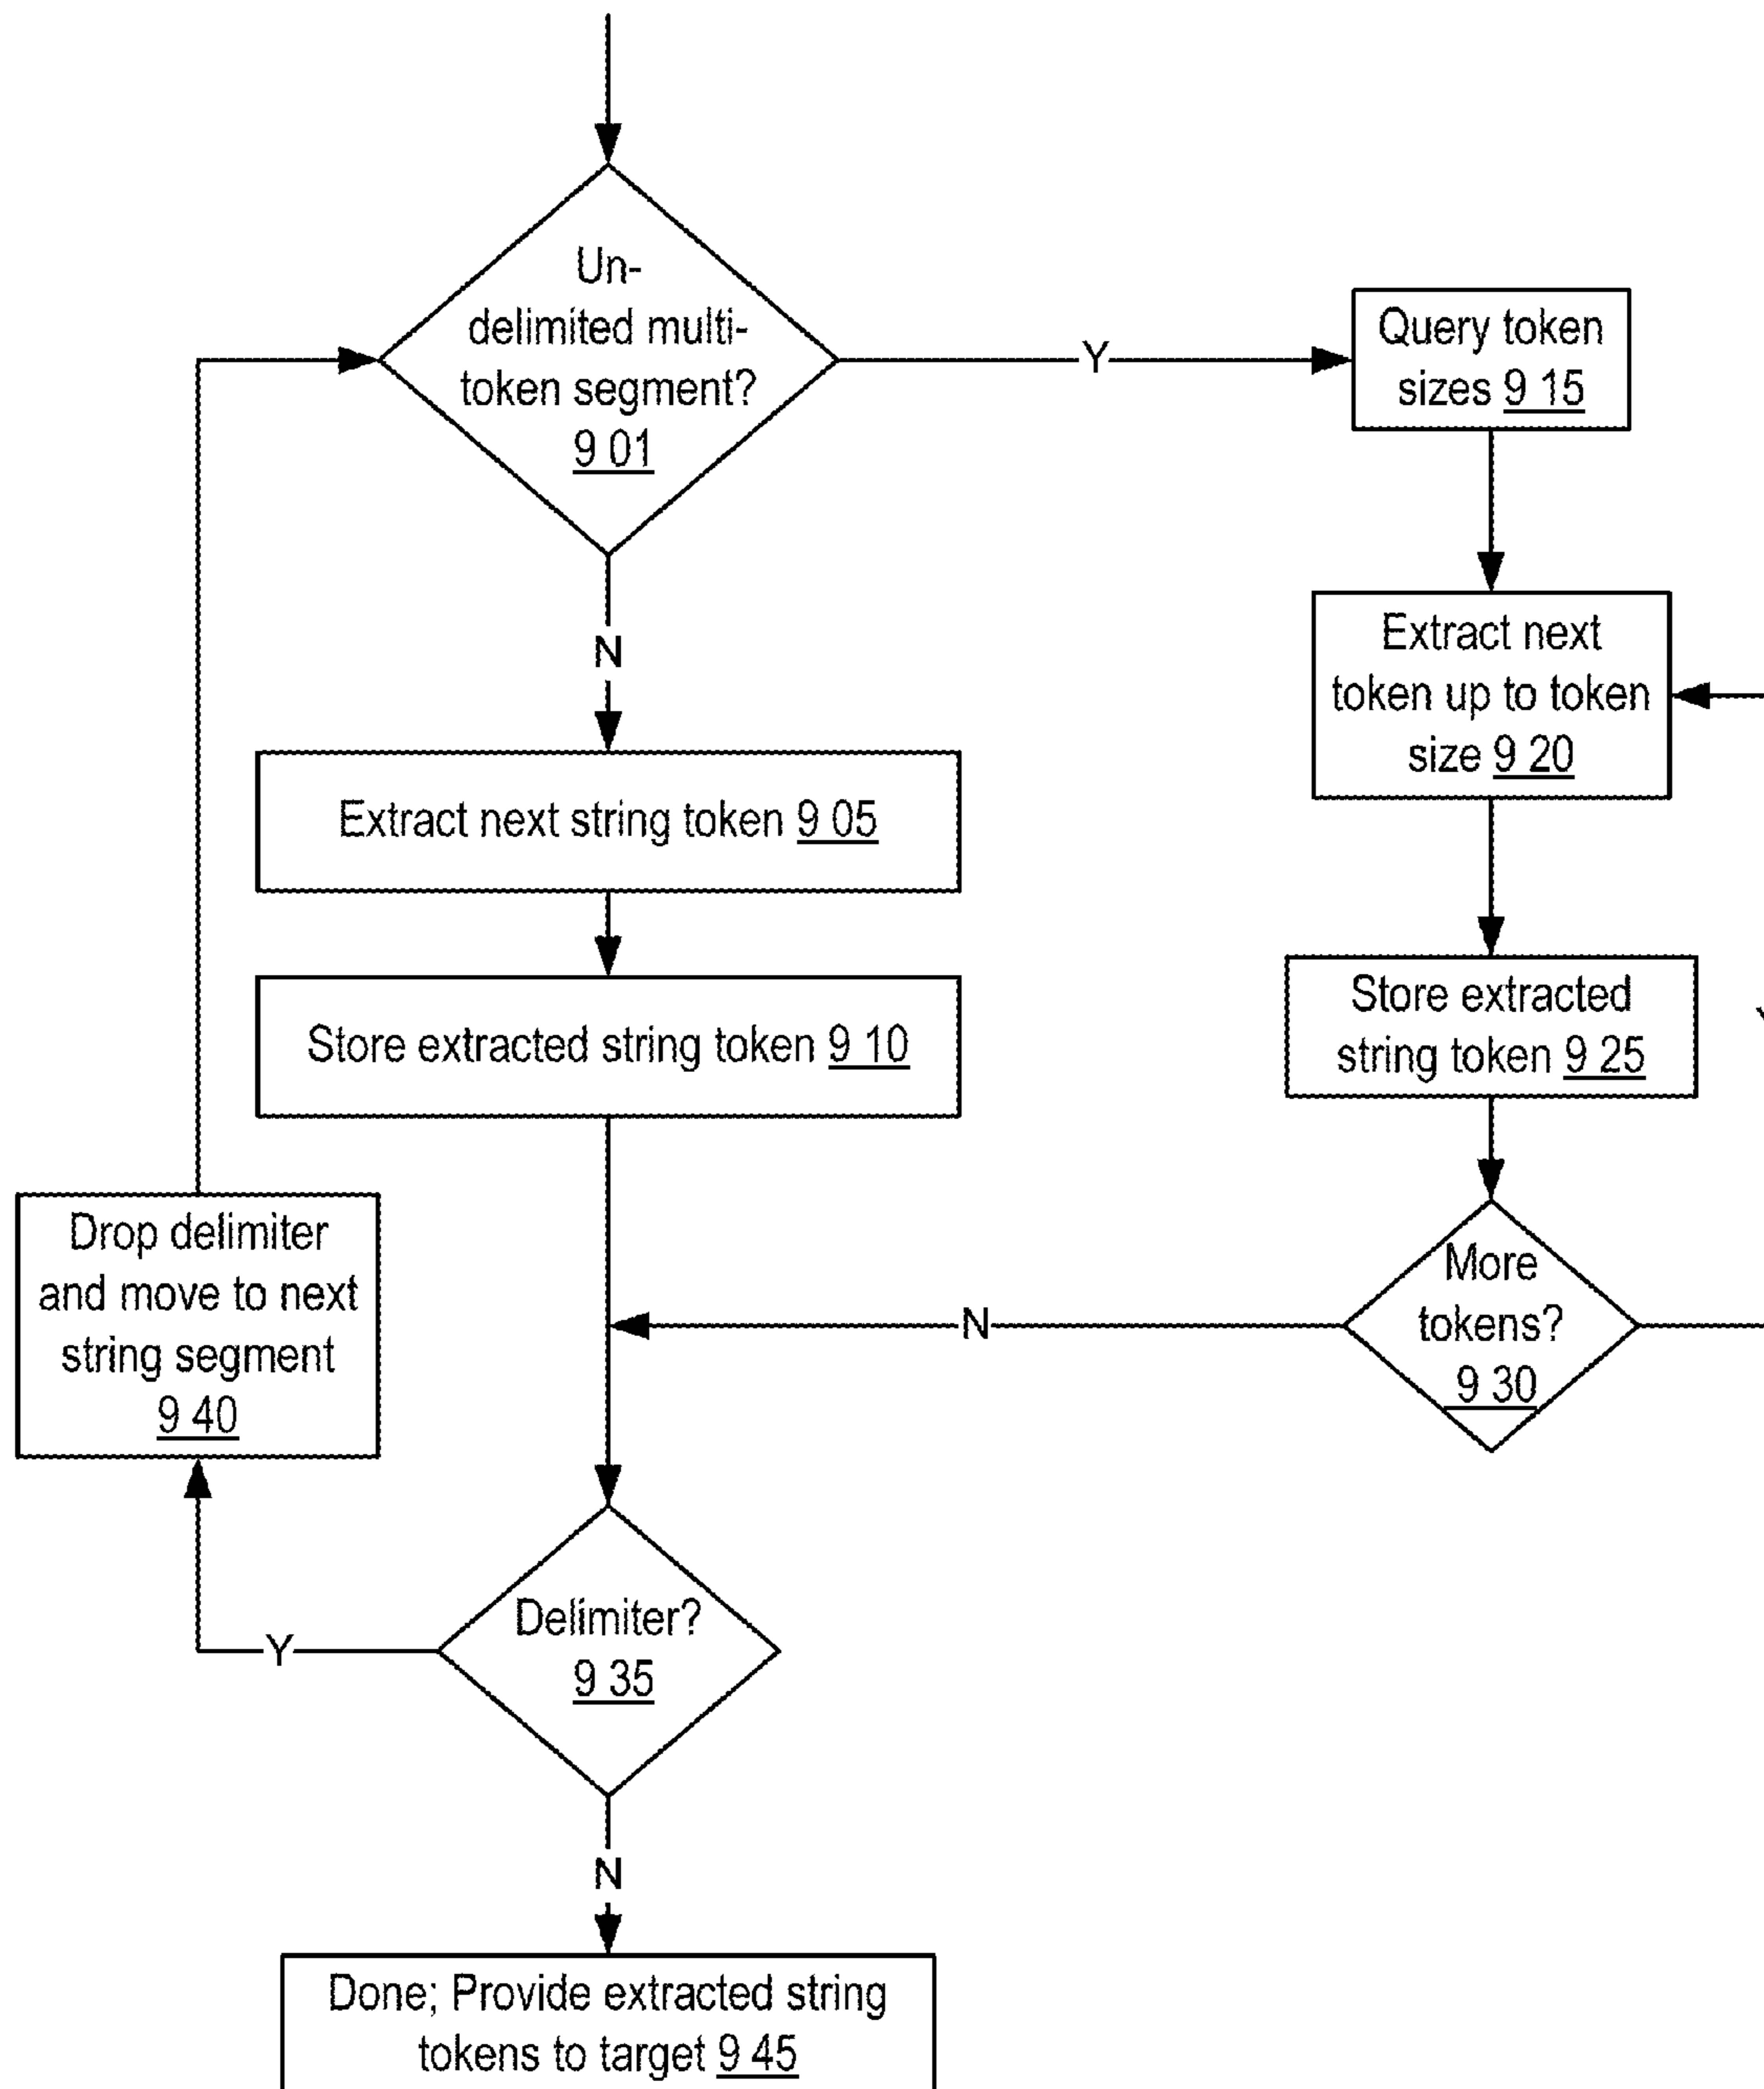 Un-
delimited multi-
token segment?
9 01
Y
Query token
sizes 9 15
N
Extract next
token up to token
size 9 20
Extract next string token 9 05
Store extracted
string token 9 25
Store extracted string token 9 10
Drop delimiter
and move to next
string segment
9 40
More
tokens?
9 30
N
Delimiter?
9 35
Y
N
Done; Provide extracted string
tokens to target 9 45